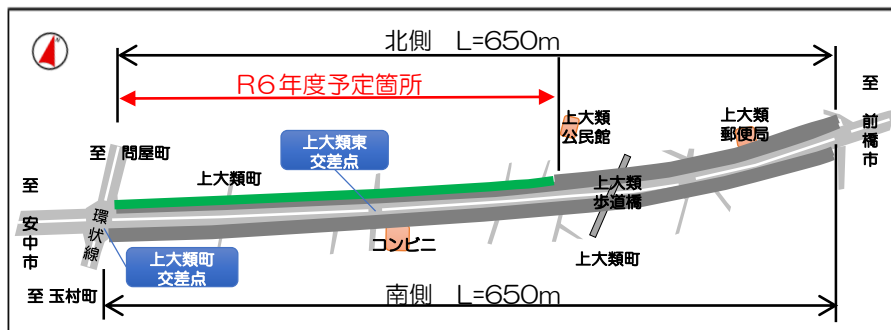 北側 L=650m
R6年度予定箇所
至
前橋市
上大類
公民館
上大類
郵便局
上大類東
交差点
至 問屋町
上大類町
至
安中市
環状線
上大類
歩道橋
コンビニ
上大類町
交差点
上大類町
至 玉村町
南側 L=650m